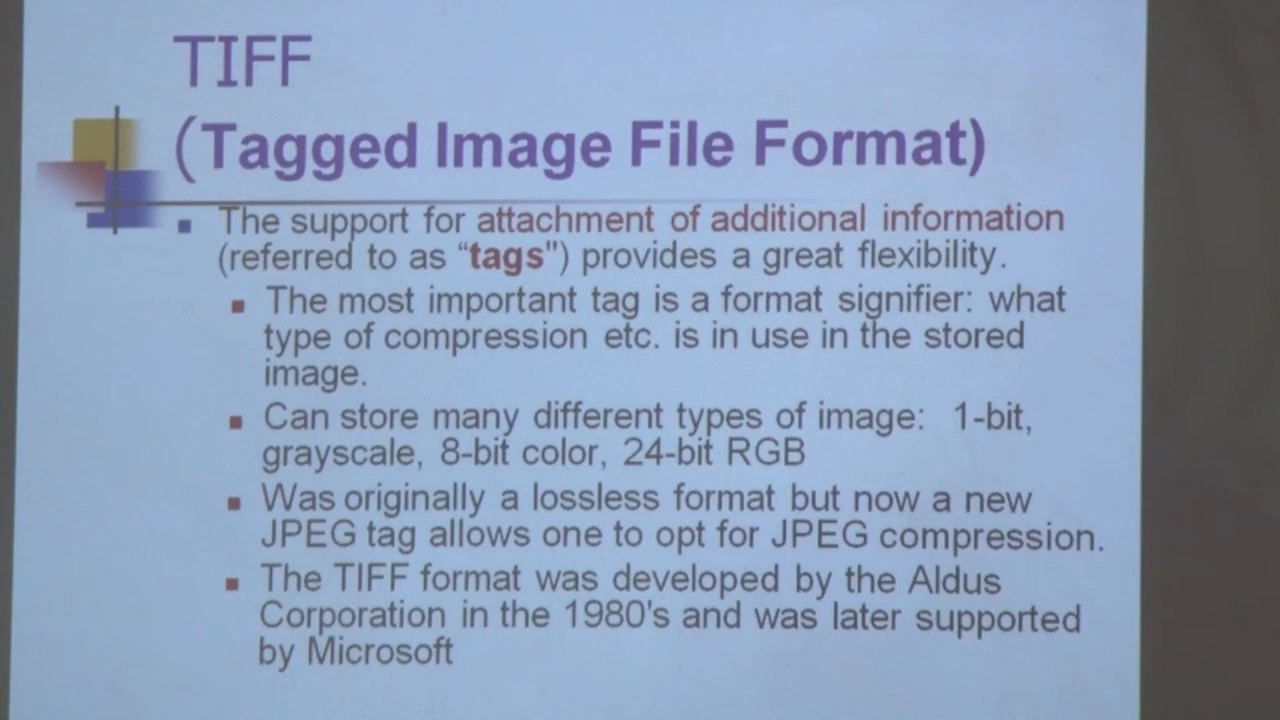 TIFF
(Tagged Image File Format)
The support for attachment of additional information
(referred to as “tags") provides a great flexibility.
The most important tag is a format signifier: what
type of compression etc. is in use in the stored
image.
Can store many different types of image: 1-bit,
grayscale, 8-bit color, 24-bit RGB
Was originally a lossless format but now a new
JPEG tag allows one to opt for JPEG compression.
The TIFF format was developed by the Aldus
Corporation in the 1980's and was later supported
by Microsoft